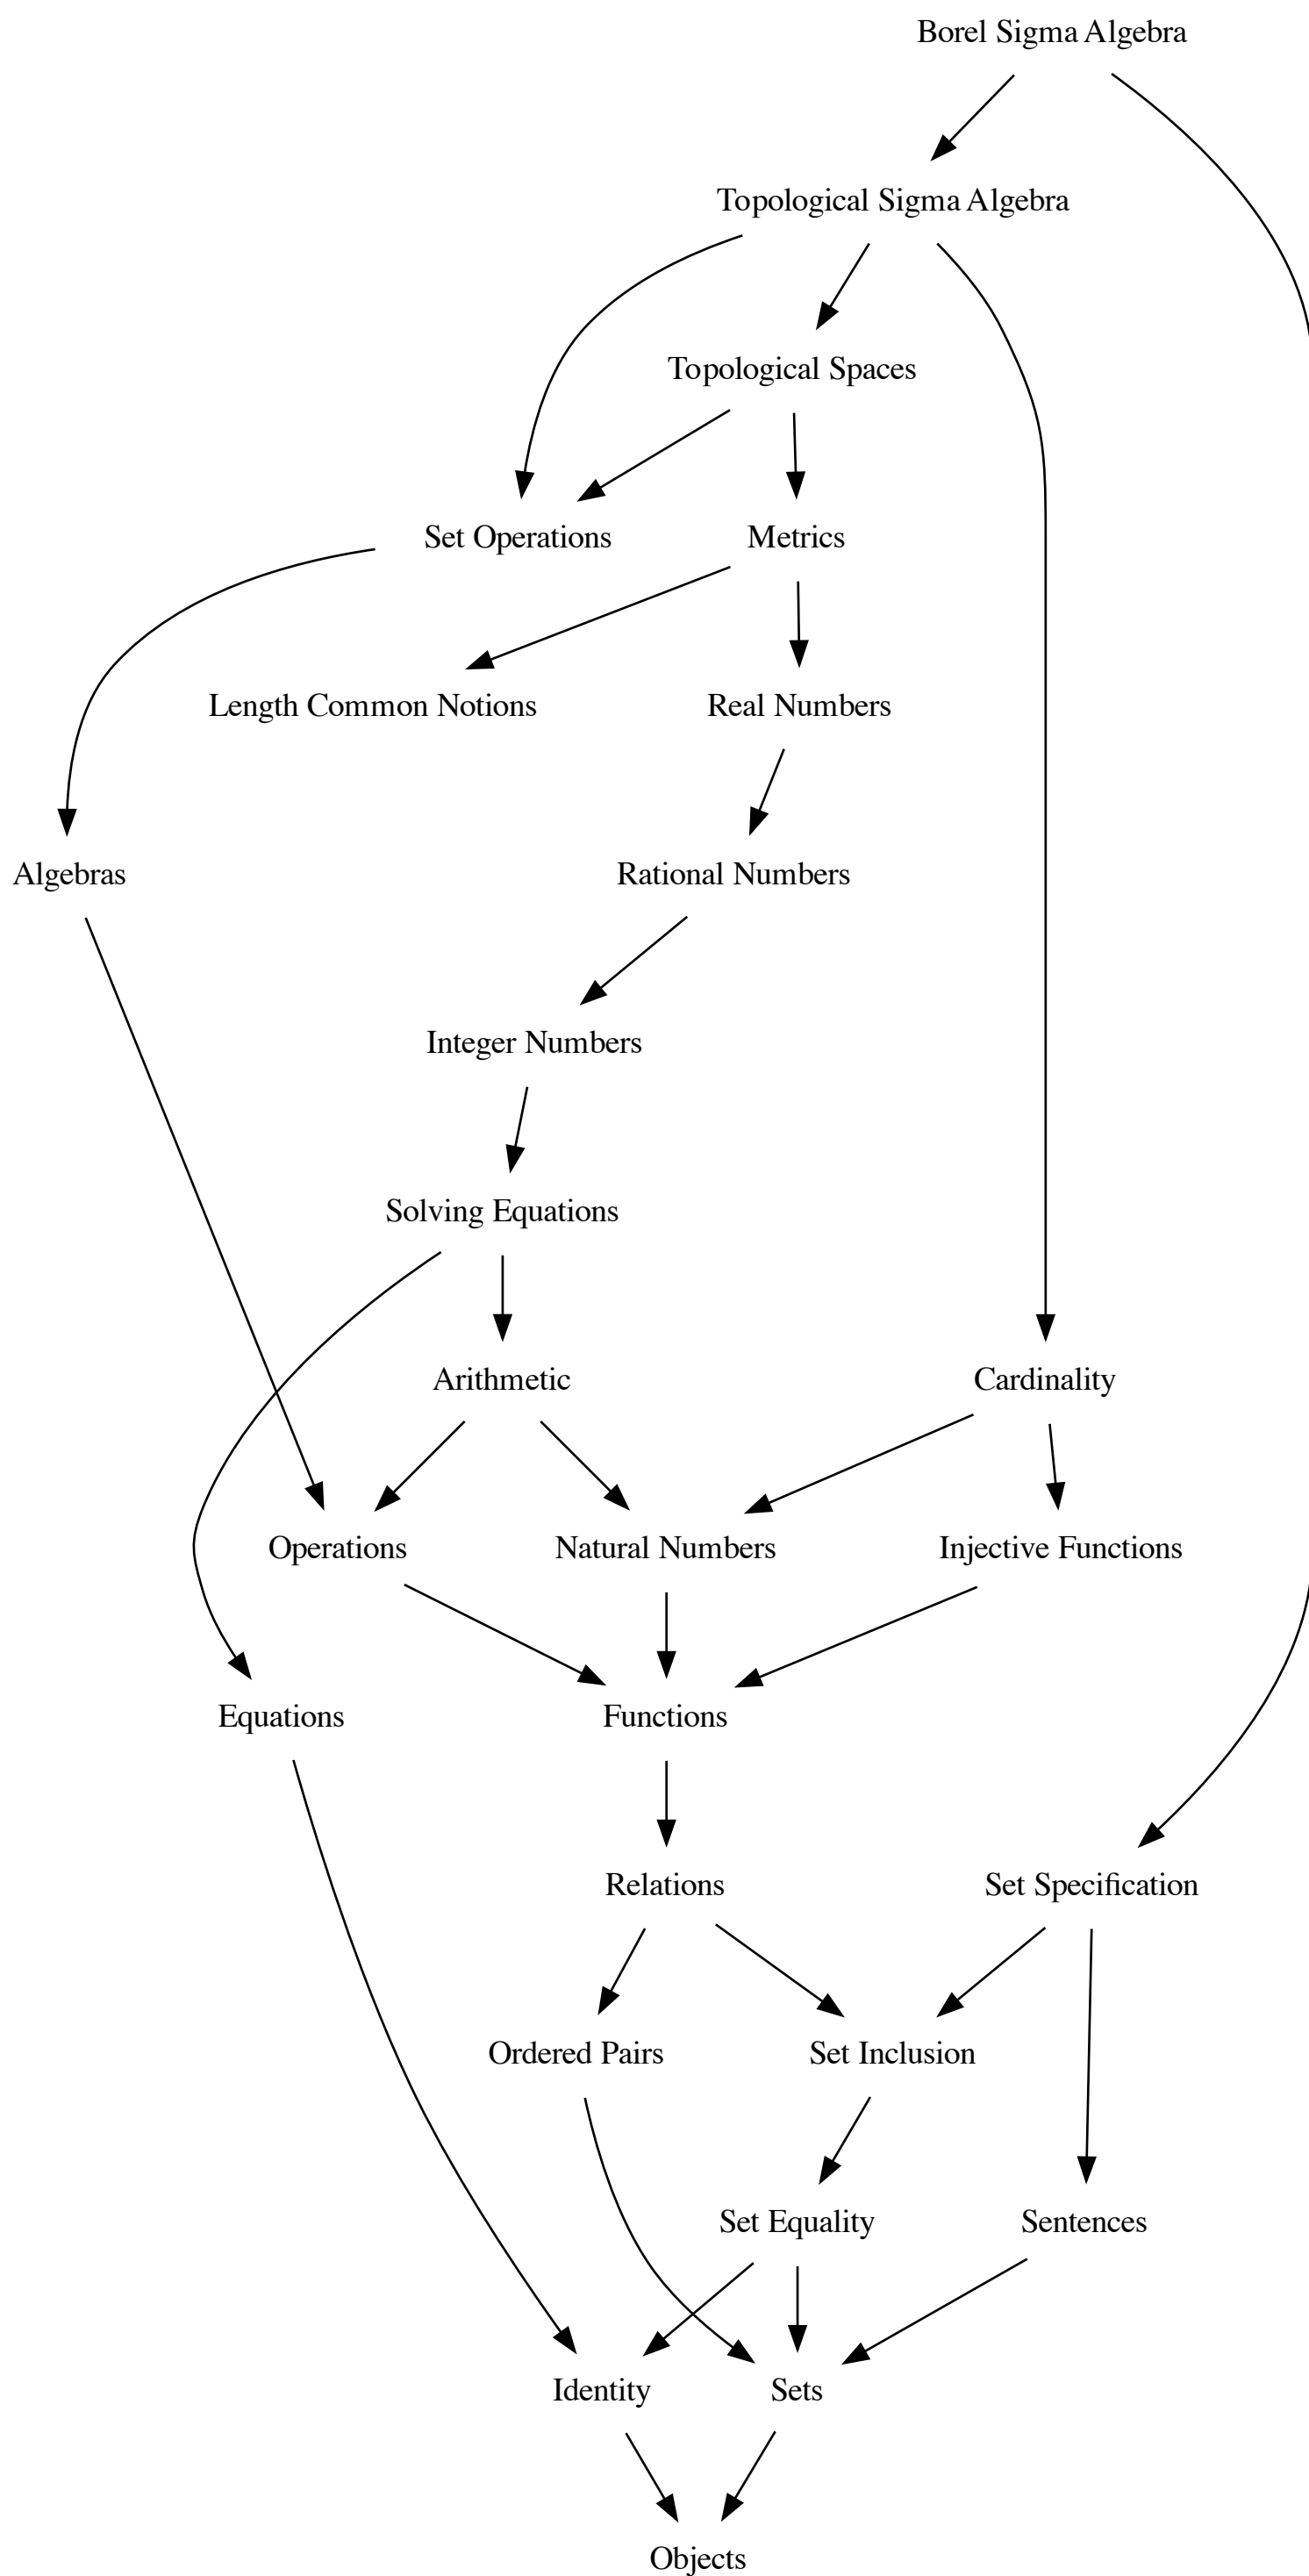 Borel Sigma Algebra
Topological Sigma Algebra
Topological Spaces
Set Operations
Metrics
Length Common Notions
Real Numbers
Algebras
Rational Numbers
Integer Numbers
Solving Equations
Arithmetic
Cardinality
Operations
Natural Numbers
Injective Functions
Equations
Functions
Relations
Set Specification
Ordered Pairs
Set Inclusion
Set Equality
Sentences
Identity
Sets
Objects